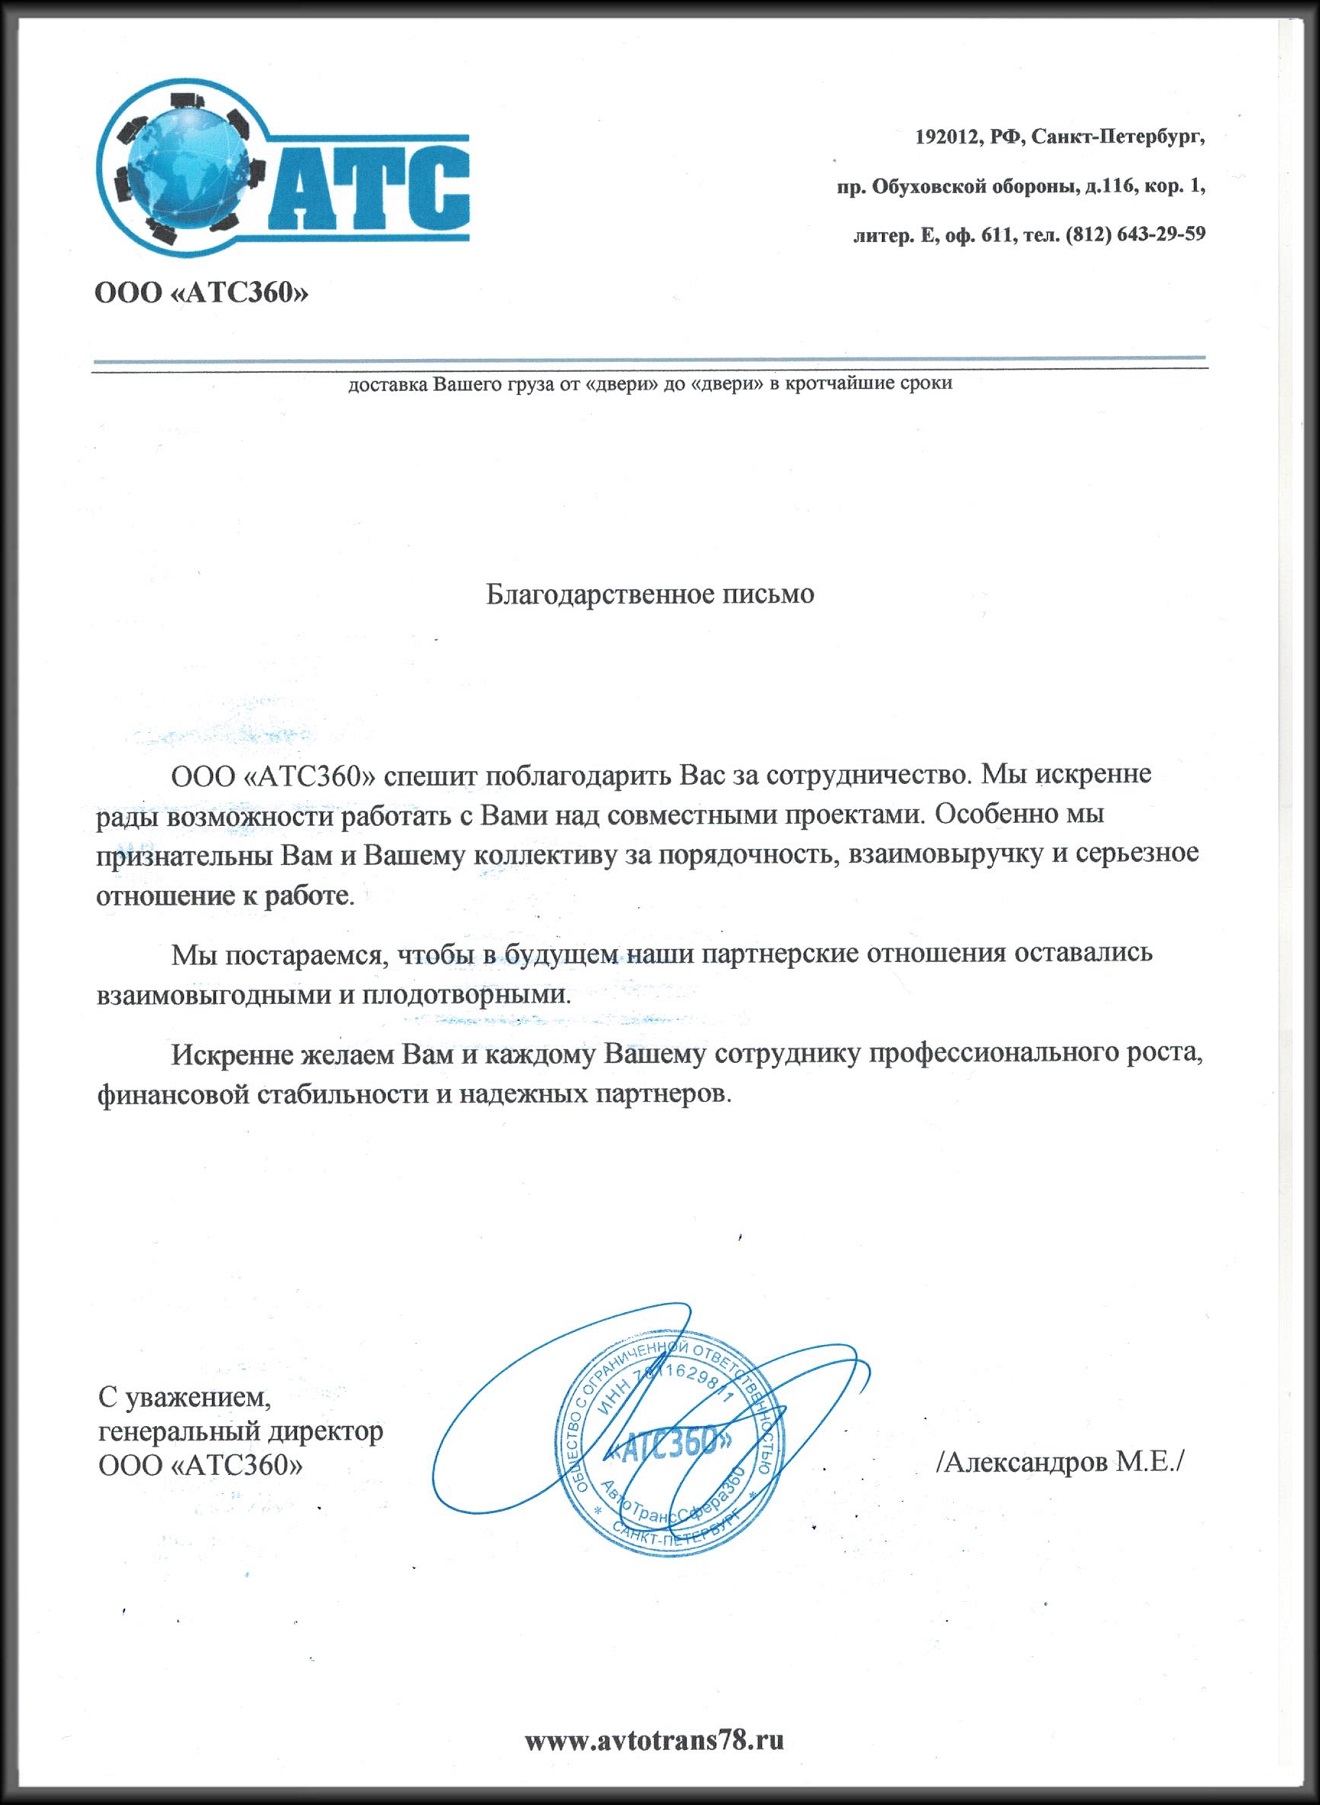 АТС
192012, РФ, Санкт-Петербург,
пр. Обуховской обороны, д.116, кор. 1,
литер. Е, оф. 611, тел. (812) 643-29-59
ООО «АТС360»
доставка Вашего груза от «двери» до «двери» в кротчайшие сроки
Благодарственное письмо
ООО «АТС360» спешит поблагодарить Вас за сотрудничество. Мы искренне
рады возможности работать с Вами над совместными проектами. Особенно мы
признательны Вам и Вашему коллективу за порядочность, взаимовыручку и серьезное
отношение к работе.
Мы постараемся, чтобы в будущем наши партнерские отношения оставались
взаимовыгодными и плодотворными.
Искренне желаем Вам и каждому Вашему сотруднику профессионального роста,
финансовой стабильности и надежных партнеров.
С уважением,
генеральный директор
ООО «АТС360»
ОБЩЕСТВО С ОГРАНИЧЕННОЙ ОТВЕТСТВЕННОСТЬЮ
ИНН 7811629811
«АТС360»
АвтоТрансСфера360
* САНКТ-ПЕТЕРБУРГ *
/Александров М.Е./
www.avtotrans78.ru